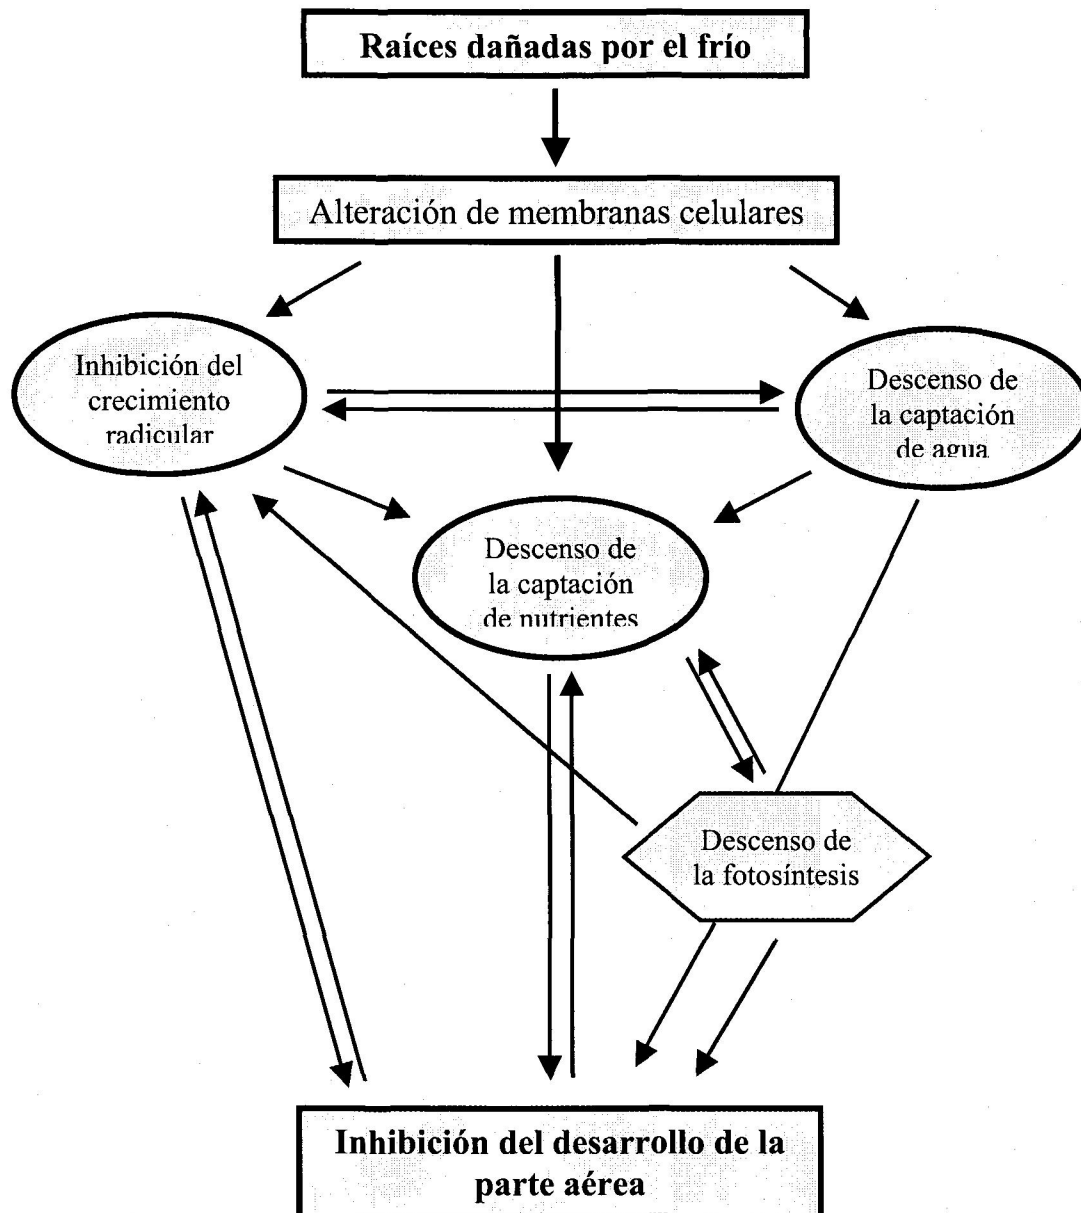 Raíces dañadas por el frío
Alteración de membranas celulares
Inhibición del
crecimiento
radicular
Descenso de
la captación
de agua
Descenso de
la captación
de nutrientes
Descenso de
la fotosíntesis
Inhibición del desarrollo de la
parte aérea